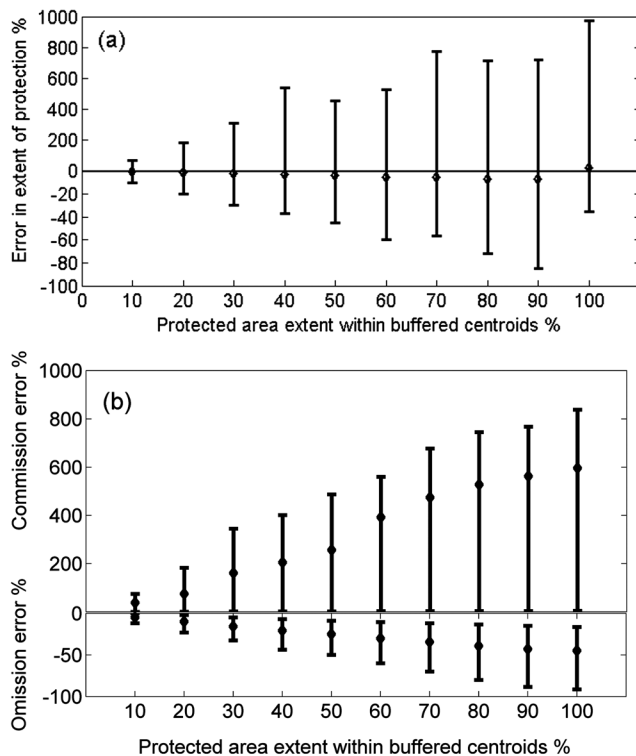 (a)
Error in extent of protection %
1000
800
600
400
200
0
-20
-40
-60
-80
-100
0 10 20 30 40 50 60 70 80 90 100
Protected area extent within buffered centroids %
(b)
Commission error %
Omission error %
1000
800
600
400
200
0
-50
-100
10 20 30 40 50 60 70 80 90 100
Protected area extent within buffered centroids %